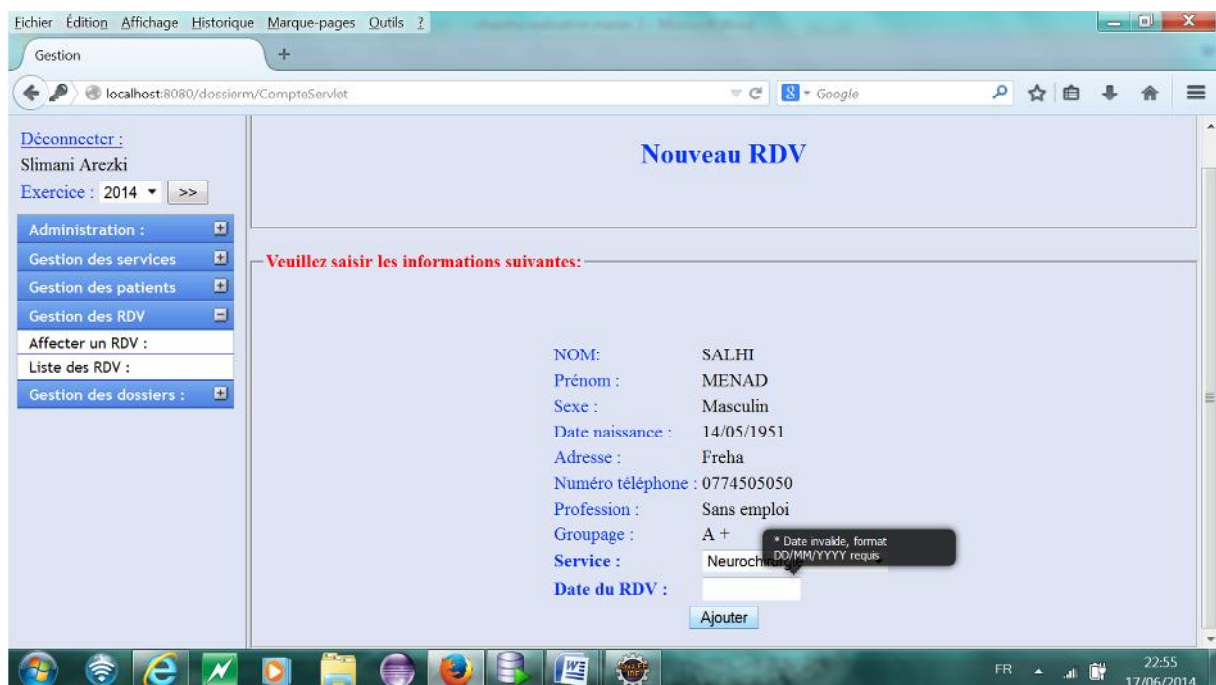 Fichier Édition Affichage Historique Marque-pages Outils ?
Gestion +
localhost:8080/dossierm/CompteServlet
8 Google
Déconnecter :
Slimani Arezki
Exercice : 2014 >>
Nouveau RDV
Administration :
Gestion des services
Gestion des patients
Gestion des RDV
Affecter un RDV :
Liste des RDV :
Gestion des dossiers :
Veuillez saisir les informations suivantes:
NOM: SALHI
Prénom : MENAD
Sexe : Masculin
Date naissance : 14/05/1951
Adresse : Freha
Numéro téléphone : 0774505050
Profession : Sans emploi
Groupage : A +
* Date invalide, format
DD/MM/YYYY requis
Service : Neurochirurgie
Date du RDV :
Ajouter
FR 22:55
17/06/2014